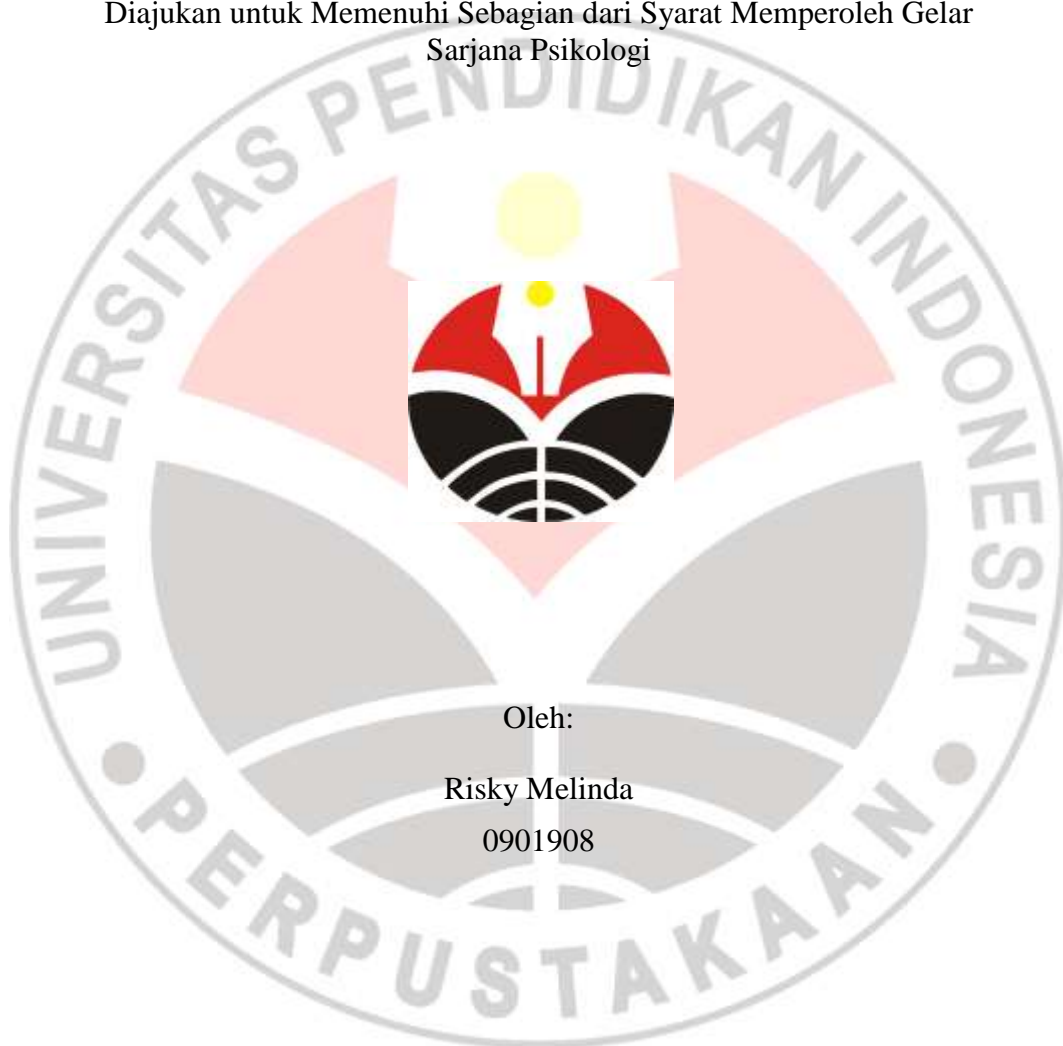 Diajukan untuk Memenuhi Sebagian dari Syarat Memperoleh Gelar
Sarjana Psikologi
UNIVERSITAS PENDIDIKAN INDONESIA
Oleh:
Risky Melinda
0901908
PERPUSTAKAAN